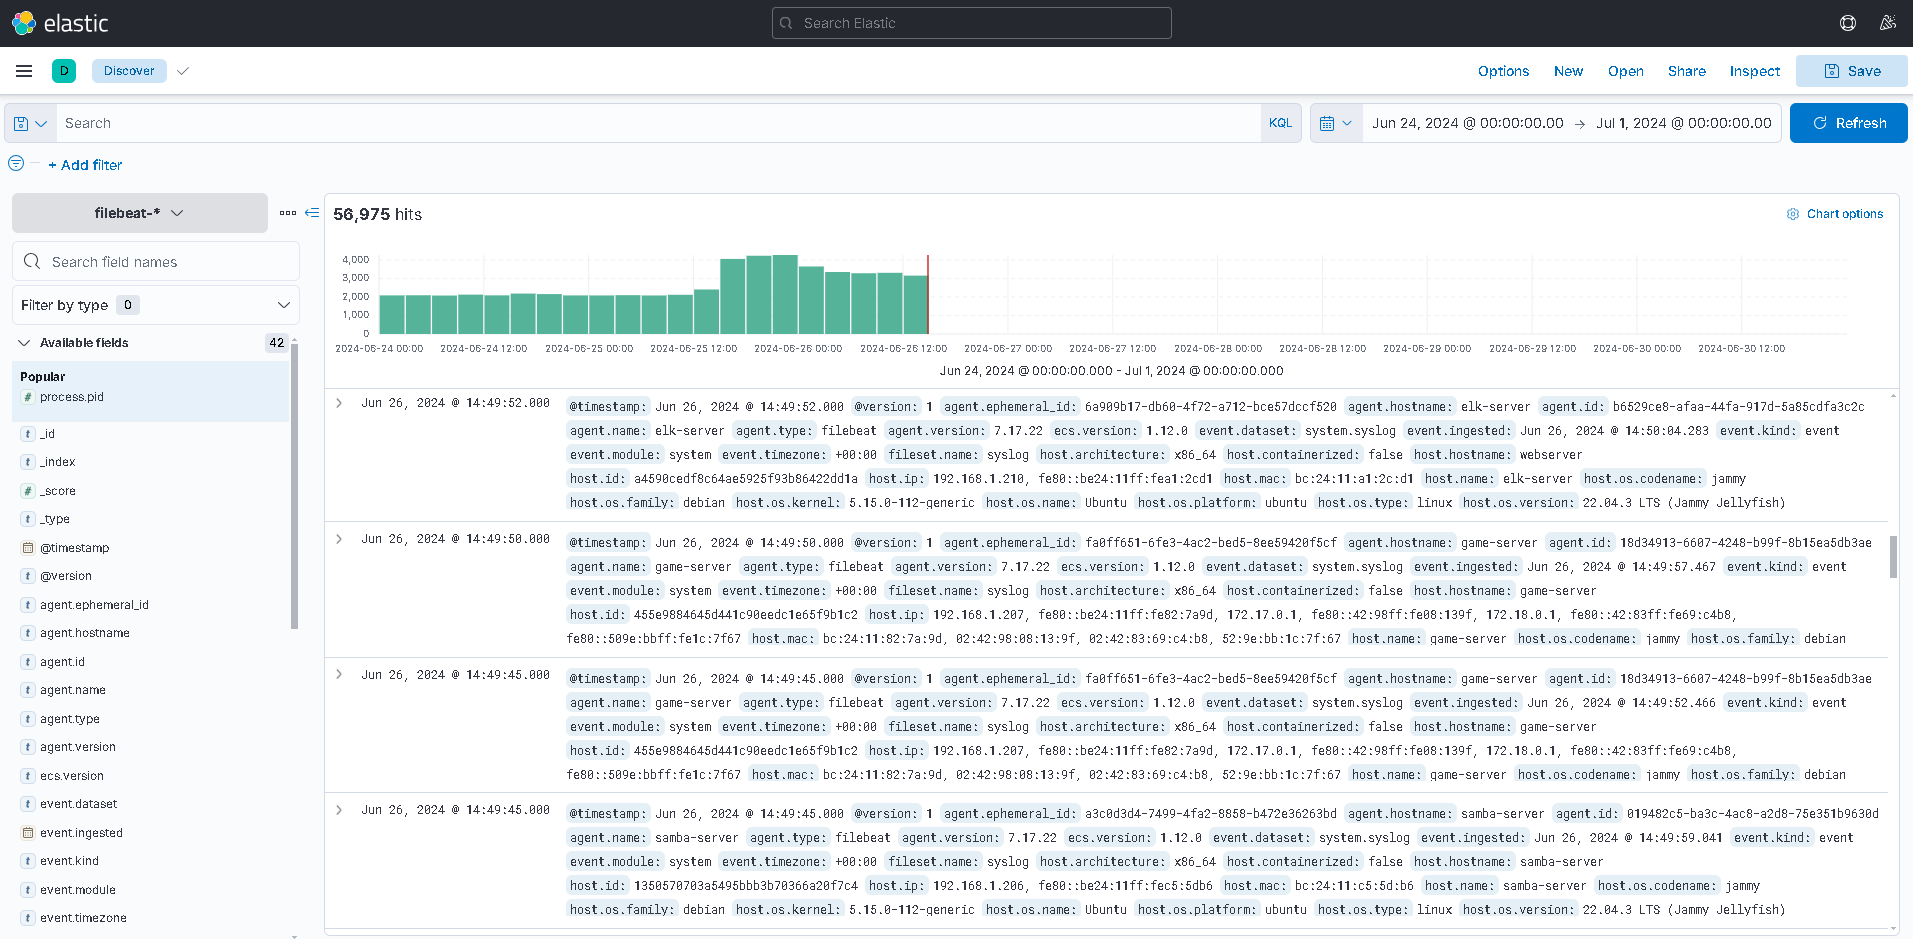 elastic
Search Elastic
D Discover
Options New Open Share Inspect Save
Search KQL Jun 24, 2024 @ 00:00:00.00 → Jul 1, 2024 @ 00:00:00.00 Refresh
+ Add filter
filebeat-*
Search field names
Filter by type 0
Available fields 42
Popular
# process.pid
t _id
t _index
# _score
t _type
@timestamp
t @version
t agent.ephemeral_id
t agent.hostname
t agent.id
t agent.name
t agent.type
t agent.version
t ecs.version
t event.dataset
event.ingested
t event.kind
t event.module
t event.timezone
56,975 hits
Chart options
4,000
3,000
2,000
1,000
0
2024-06-24 00:00 2024-06-24 12:00 2024-06-25 00:00 2024-06-25 12:00 2024-06-26 00:00 2024-06-26 12:00 2024-06-27 00:00 2024-06-27 12:00 2024-06-28 00:00 2024-06-28 12:00 2024-06-29 00:00 2024-06-29 12:00 2024-06-30 00:00 2024-06-30 12:00
Jun 24, 2024 @ 00:00:00.000 - Jul 1, 2024 @ 00:00:00.000
Jun 26, 2024 @ 14:49:52.000 @timestamp: Jun 26, 2024 @ 14:49:52.000 @version: 1 agent.ephemeral_id: 6a909b17-db60-4f72-a712-bce57dccf520 agent.hostname: elk-server agent.id: b6529ce8-afaa-44fa-917d-5a85cdfa3c2c
agent.name: elk-server agent.type: filebeat agent.version: 7.17.22 ecs.version: 1.12.0 event.dataset: system.syslog event.ingested: Jun 26, 2024 @ 14:50:04.283 event.kind: event
event.module: system event.timezone: +00:00 fileset.name: syslog host.architecture: x86_64 host.containerized: false host.hostname: webserver
host.id: a4590cedf8c64ae5925f93b86422dd1a host.ip: 192.168.1.210, fe80::be24:11ff:fea1:2cd1 host.mac: bc:24:11:a1:2c:d1 host.name: elk-server host.os.codename: jammy
host.os.family: debian host.os.kernel: 5.15.0-112-generic host.os.name: Ubuntu host.os.platform: ubuntu host.os.type: linux host.os.version: 22.04.3 LTS (Jammy Jellyfish)
Jun 26, 2024 @ 14:49:50.000 @timestamp: Jun 26, 2024 @ 14:49:50.000 @version: 1 agent.ephemeral_id: fa0ff651-6fe3-4ac2-bed5-8ee59420f5cf agent.hostname: game-server agent.id: 18d34913-6607-4248-b99f-8b15ea5db3ae
agent.name: game-server agent.type: filebeat agent.version: 7.17.22 ecs.version: 1.12.0 event.dataset: system.syslog event.ingested: Jun 26, 2024 @ 14:49:57.467 event.kind: event
event.module: system event.timezone: +00:00 fileset.name: syslog host.architecture: x86_64 host.containerized: false host.hostname: game-server
host.id: 455e9884645d441c90eedc1e65f9b1c2 host.ip: 192.168.1.207, fe80::be24:11ff:fe82:7a9d, 172.17.0.1, fe80::42:98ff:fe08:139f, 172.18.0.1, fe80::42:83ff:fe69:c4b8,
fe80::509e:bbff:fe1c:7f67 host.mac: bc:24:11:82:7a:9d, 02:42:98:08:13:9f, 02:42:83:69:c4:b8, 52:9e:bb:1c:7f:67 host.name: game-server host.os.codename: jammy host.os.family: debian
Jun 26, 2024 @ 14:49:45.000 @timestamp: Jun 26, 2024 @ 14:49:45.000 @version: 1 agent.ephemeral_id: fa0ff651-6fe3-4ac2-bed5-8ee59420f5cf agent.hostname: game-server agent.id: 18d34913-6607-4248-b99f-8b15ea5db3ae
agent.name: game-server agent.type: filebeat agent.version: 7.17.22 ecs.version: 1.12.0 event.dataset: system.syslog event.ingested: Jun 26, 2024 @ 14:49:52.466 event.kind: event
event.module: system event.timezone: +00:00 fileset.name: syslog host.architecture: x86_64 host.containerized: false host.hostname: game-server
host.id: 455e9884645d441c90eedc1e65f9b1c2 host.ip: 192.168.1.207, fe80::be24:11ff:fe82:7a9d, 172.17.0.1, fe80::42:98ff:fe08:139f, 172.18.0.1, fe80::42:83ff:fe69:c4b8,
fe80::509e:bbff:fe1c:7f67 host.mac: bc:24:11:82:7a:9d, 02:42:98:08:13:9f, 02:42:83:69:c4:b8, 52:9e:bb:1c:7f:67 host.name: game-server host.os.codename: jammy host.os.family: debian
Jun 26, 2024 @ 14:49:45.000 @timestamp: Jun 26, 2024 @ 14:49:45.000 @version: 1 agent.ephemeral_id: a3c0d3d4-7499-4fa2-8858-b472e36263bd agent.hostname: samba-server agent.id: 019482c5-ba3c-4ac8-a2d8-75e351b9630d
agent.name: samba-server agent.type: filebeat agent.version: 7.17.22 ecs.version: 1.12.0 event.dataset: system.syslog event.ingested: Jun 26, 2024 @ 14:49:59.041 event.kind: event
event.module: system event.timezone: +00:00 fileset.name: syslog host.architecture: x86_64 host.containerized: false host.hostname: samba-server
host.id: 1350570703a5495bbb3b70366a20f7c4 host.ip: 192.168.1.206, fe80::be24:11ff:fec5:5db6 host.mac: bc:24:11:c5:5d:b6 host.name: samba-server host.os.codename: jammy
host.os.family: debian host.os.kernel: 5.15.0-112-generic host.os.name: Ubuntu host.os.platform: ubuntu host.os.type: linux host.os.version: 22.04.3 LTS (Jammy Jellyfish)